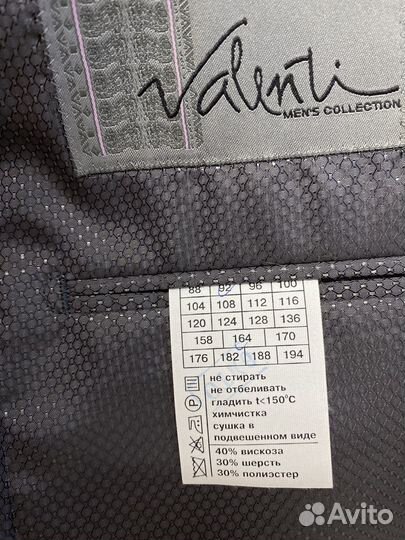 Valenti
MEN'S COLLECTION
88 92 96 100
104 108 112 116
120 124 128 136
158 164 170
176 182 188 194
не стирать
не отбеливать
гладить t<150°C
химчистка
сушка в
подвешенном виде
40% вискоза
30% шерсть
30% полиэстер
Avito